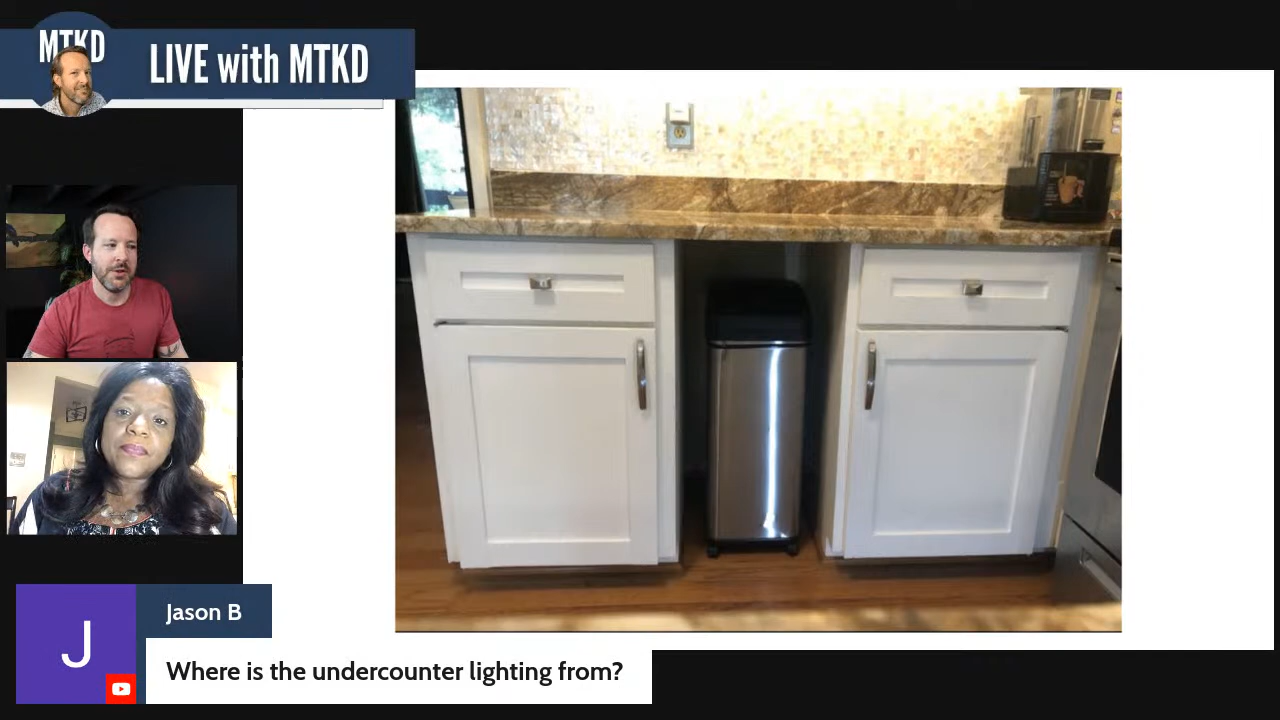 MTKD
LIVE with MTKD
J
Jason B
Where is the undercounter lighting from?